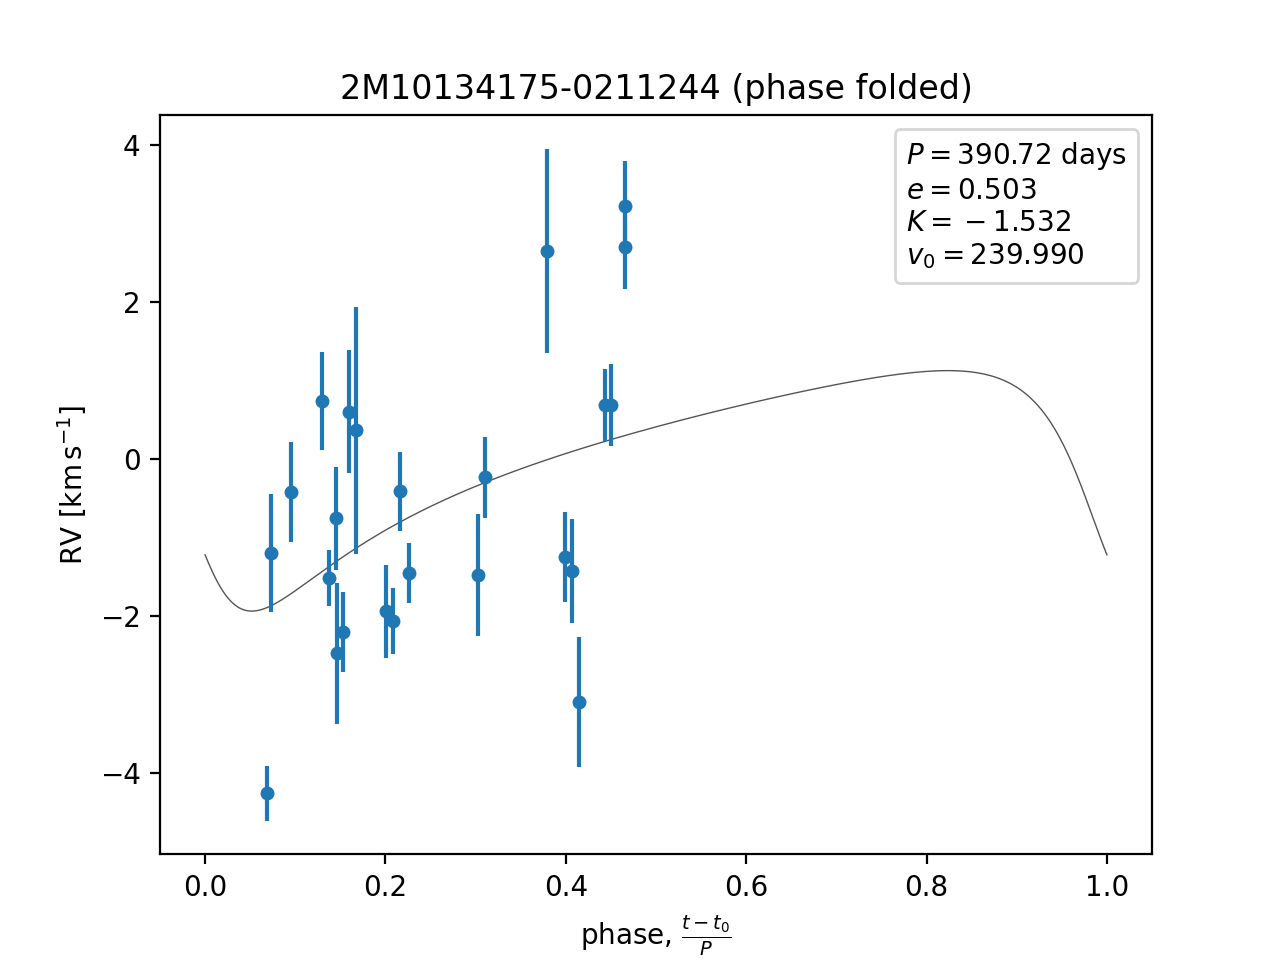 2M10134175-0211244 (phase folded)
P = 390.72 days
e = 0.503
K = −1.532
v₀ = 239.990
4
2
0
−2
−4
RV [km s⁻¹]
0.0 0.2 0.4 0.6 0.8 1.0
phase, (t − t₀)/P